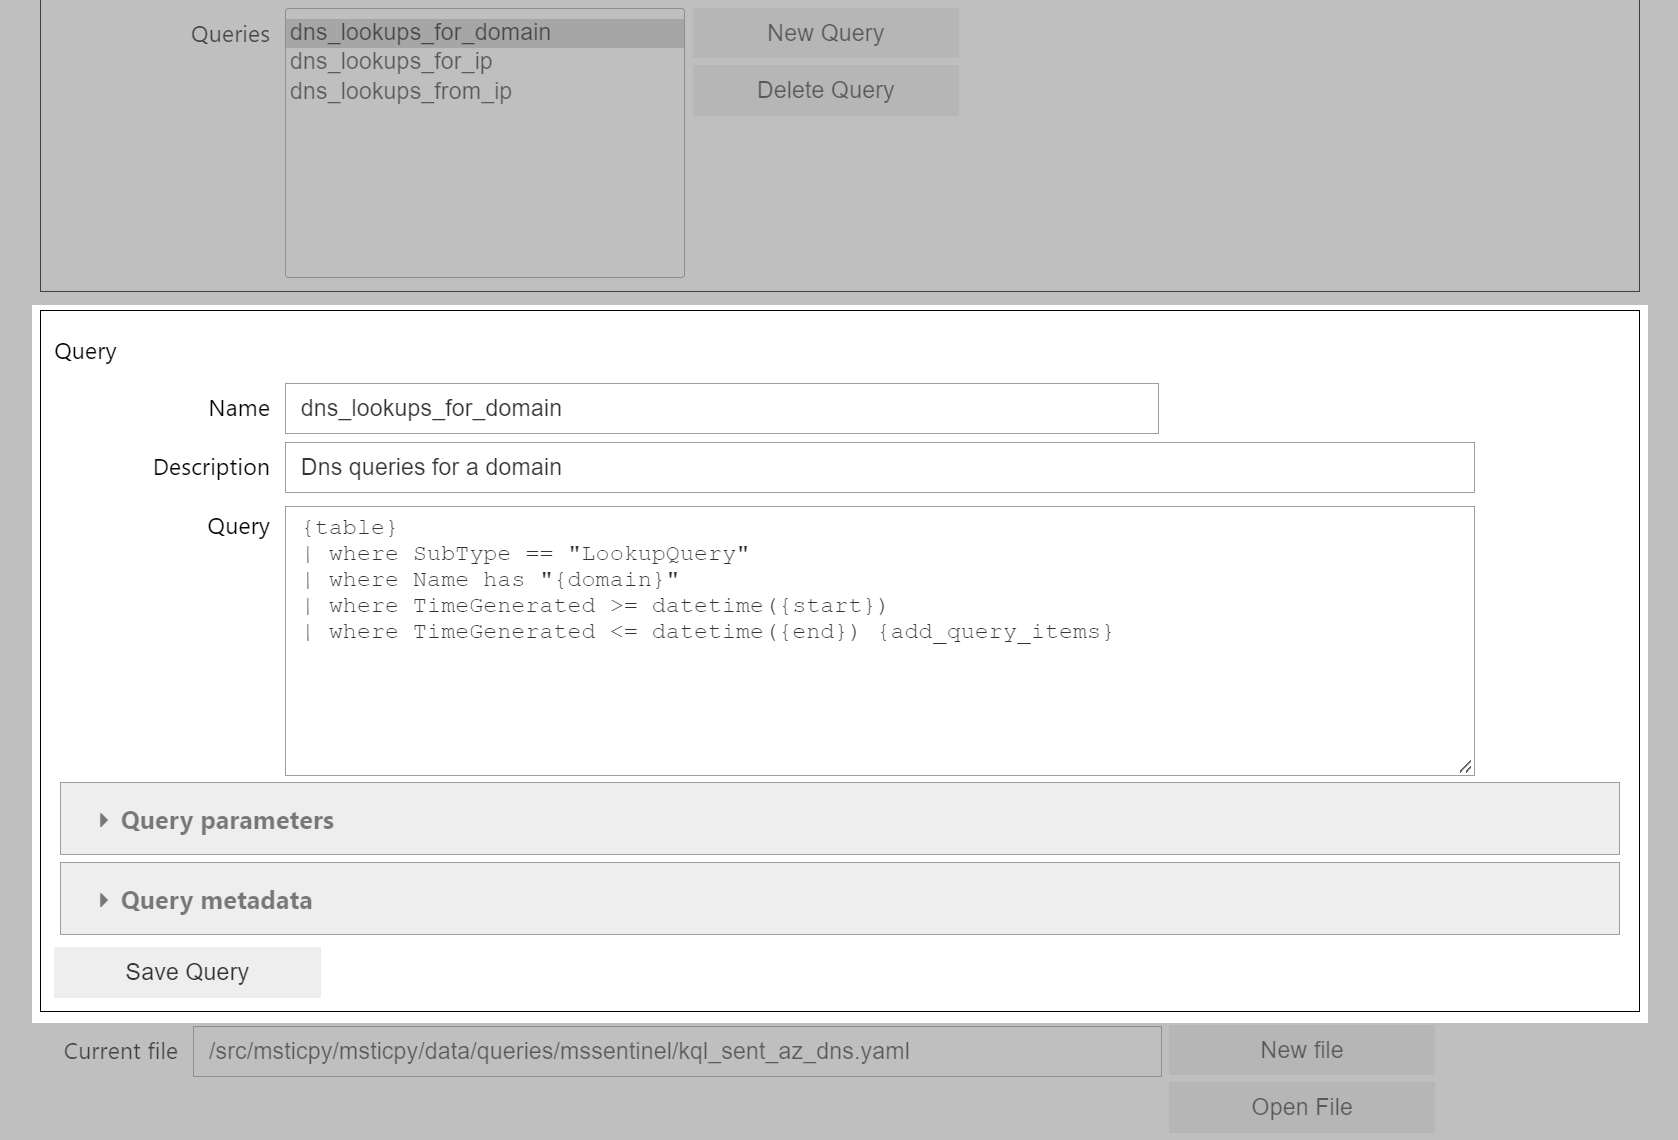 Queries
dns_lookups_for_domain
dns_lookups_for_ip
dns_lookups_from_ip
New Query
Delete Query
Query
Name
dns_lookups_for_domain
Description
Dns queries for a domain
Query
{table}
| where SubType == "LookupQuery"
| where Name has "{domain}"
| where TimeGenerated >= datetime({start})
| where TimeGenerated <= datetime({end}) {add_query_items}
Query parameters
Query metadata
Save Query
Current file
/src/msticpy/msticpy/data/queries/mssentinel/kql_sent_az_dns.yaml
New file
Open File